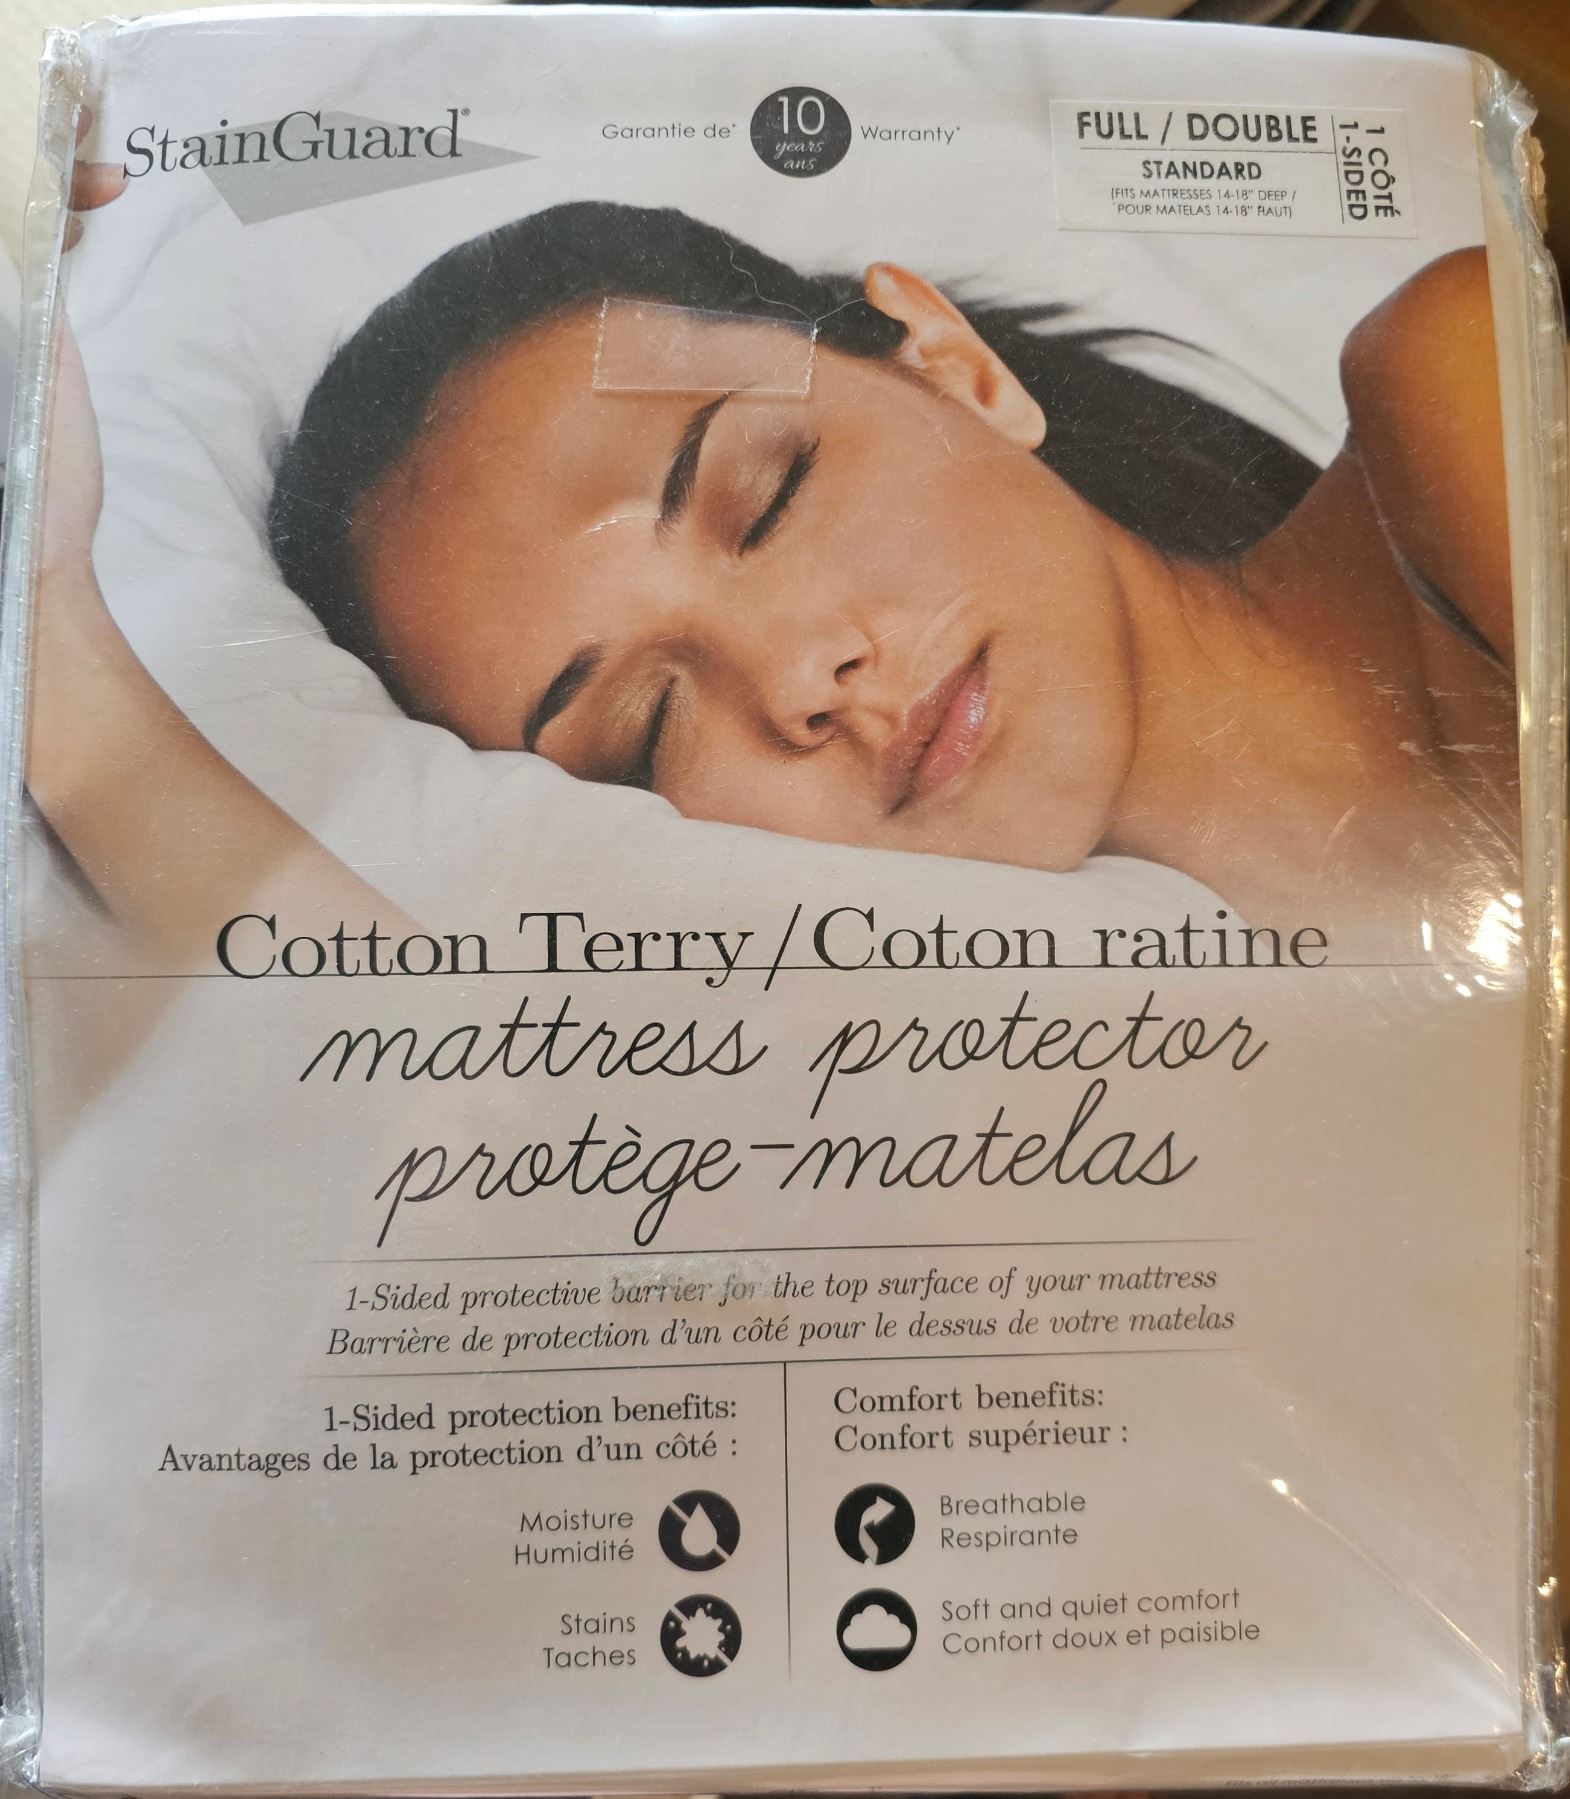 StainGuard®
Garantie de* 10 years ans Warranty*
FULL / DOUBLE
STANDARD
(FITS MATTRESSES 14-18" DEEP /
POUR MATELAS 14-18" HAUT)
1 CÔTÉ
1-SIDED
Cotton Terry/Coton ratine
mattress protector
protège-matelas
1-Sided protective barrier for the top surface of your mattress
Barrière de protection d'un côté pour le dessus de votre matelas
1-Sided protection benefits:
Avantages de la protection d'un côté :
Moisture
Humidité
Stains
Taches
Comfort benefits:
Confort supérieur :
Breathable
Respirante
Soft and quiet comfort
Confort doux et paisible